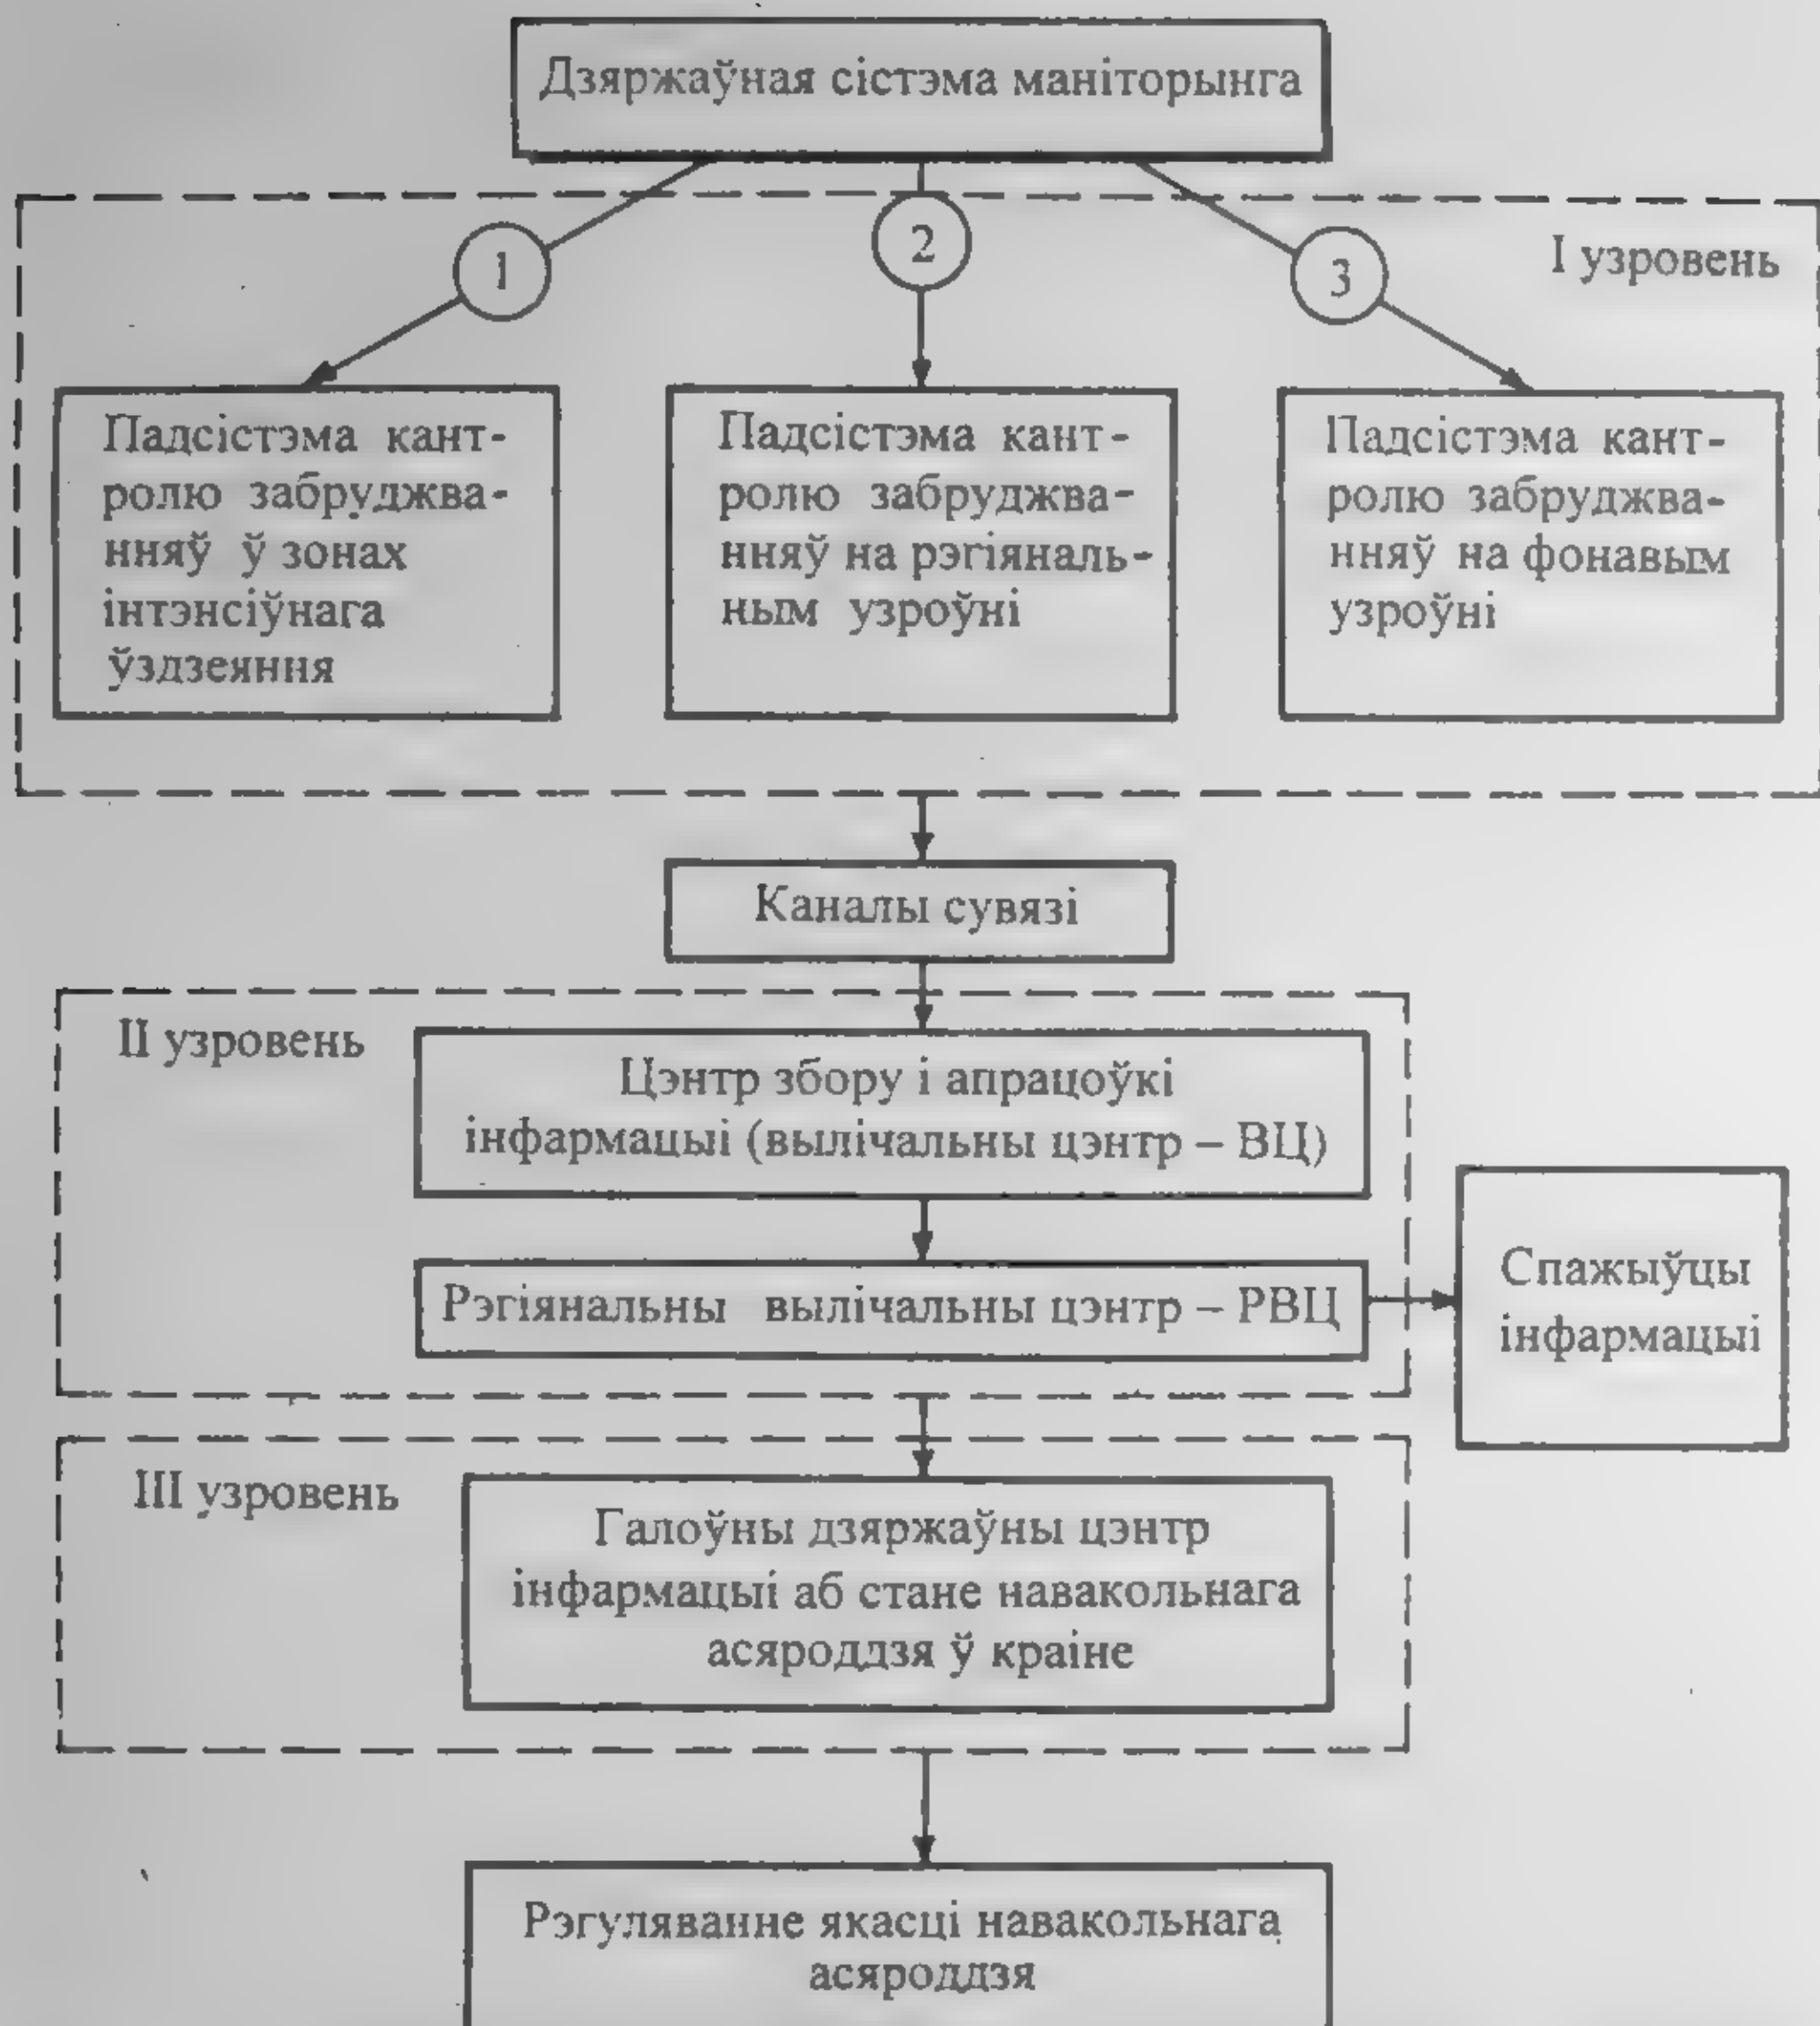 Дзяржаўная сістэма маніторынга
1
2
3
I узровень
Падсістэма кант-
ролю забруджва-
нняў ў зонах
інтэнсіўнага
ўздзеяння
Падсістэма кант-
ролю забруджва-
нняў на рэгіяналь-
ным узроўні
Падсістэма кант-
ролю забруджва-
нняў на фонавым
узроўні
Каналы сувязі
II узровень
Цэнтр збору і апрацоўкі
інфармацыі (вылічальны цэнтр – ВЦ)
Рэгіянальны вылічальны цэнтр – РВЦ
Спажыўцы
інфармацыі
III узровень
Галоўны дзяржаўны цэнтр
інфармацыі аб стане навакольнага
асяроддзя ў краіне
Рэгуляванне якасці навакольнага
асяроддзя